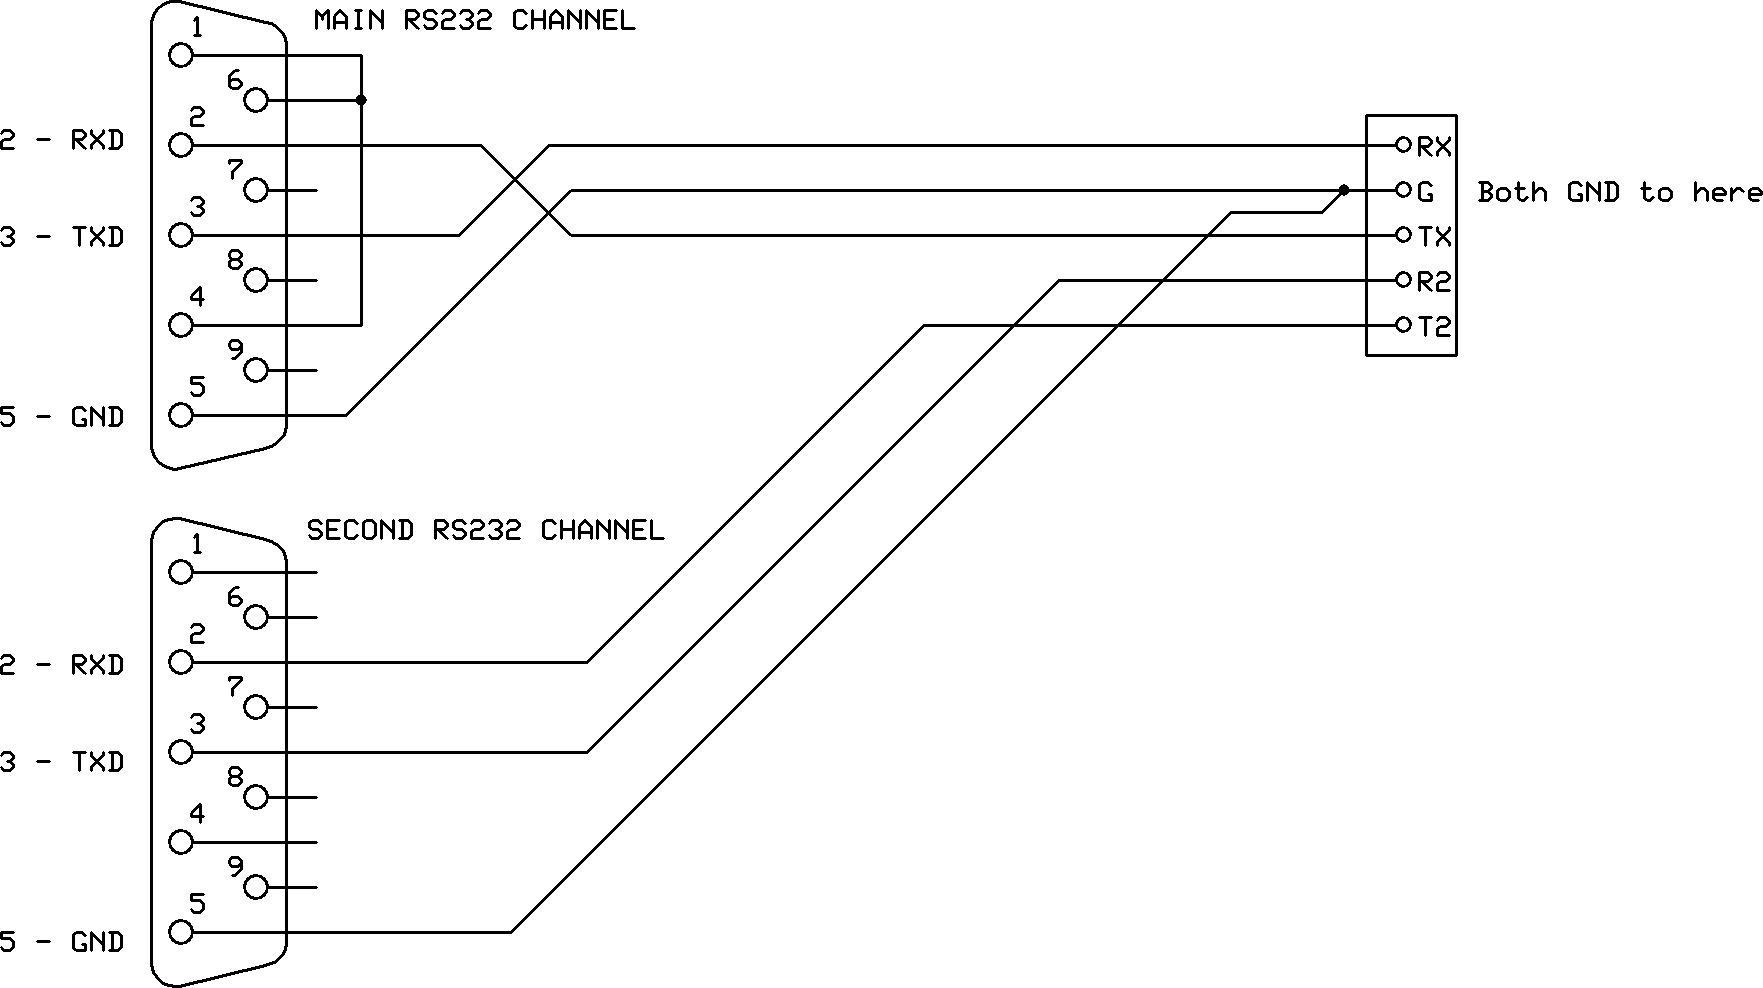 MAIN RS232 CHANNEL
1
6
2
2 - RXD
7
3
3 - TXD
8
4
9
5
5 - GND
RX
G
Both GND to here
TX
R2
T2
SECOND RS232 CHANNEL
1
6
2
2 - RXD
7
3
3 - TXD
8
4
9
5
5 - GND